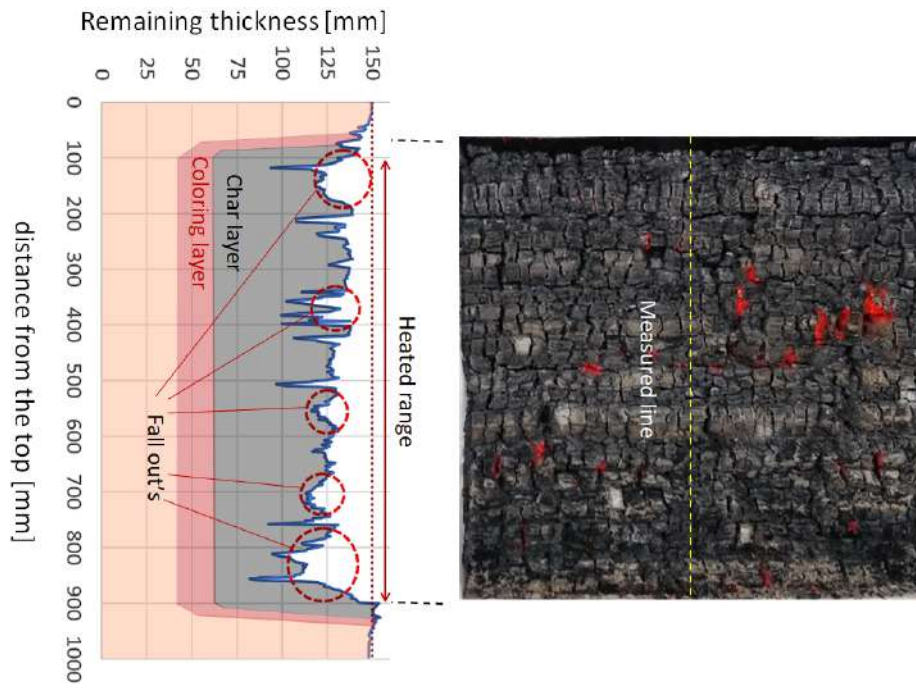 Remaining thickness [mm]
0
25
50
75
100
125
150
0
100
200
300
400
500
600
700
800
900
1000
distance from the top [mm]
Coloring layer
Char layer
Heated range
Fall out's
Measured line